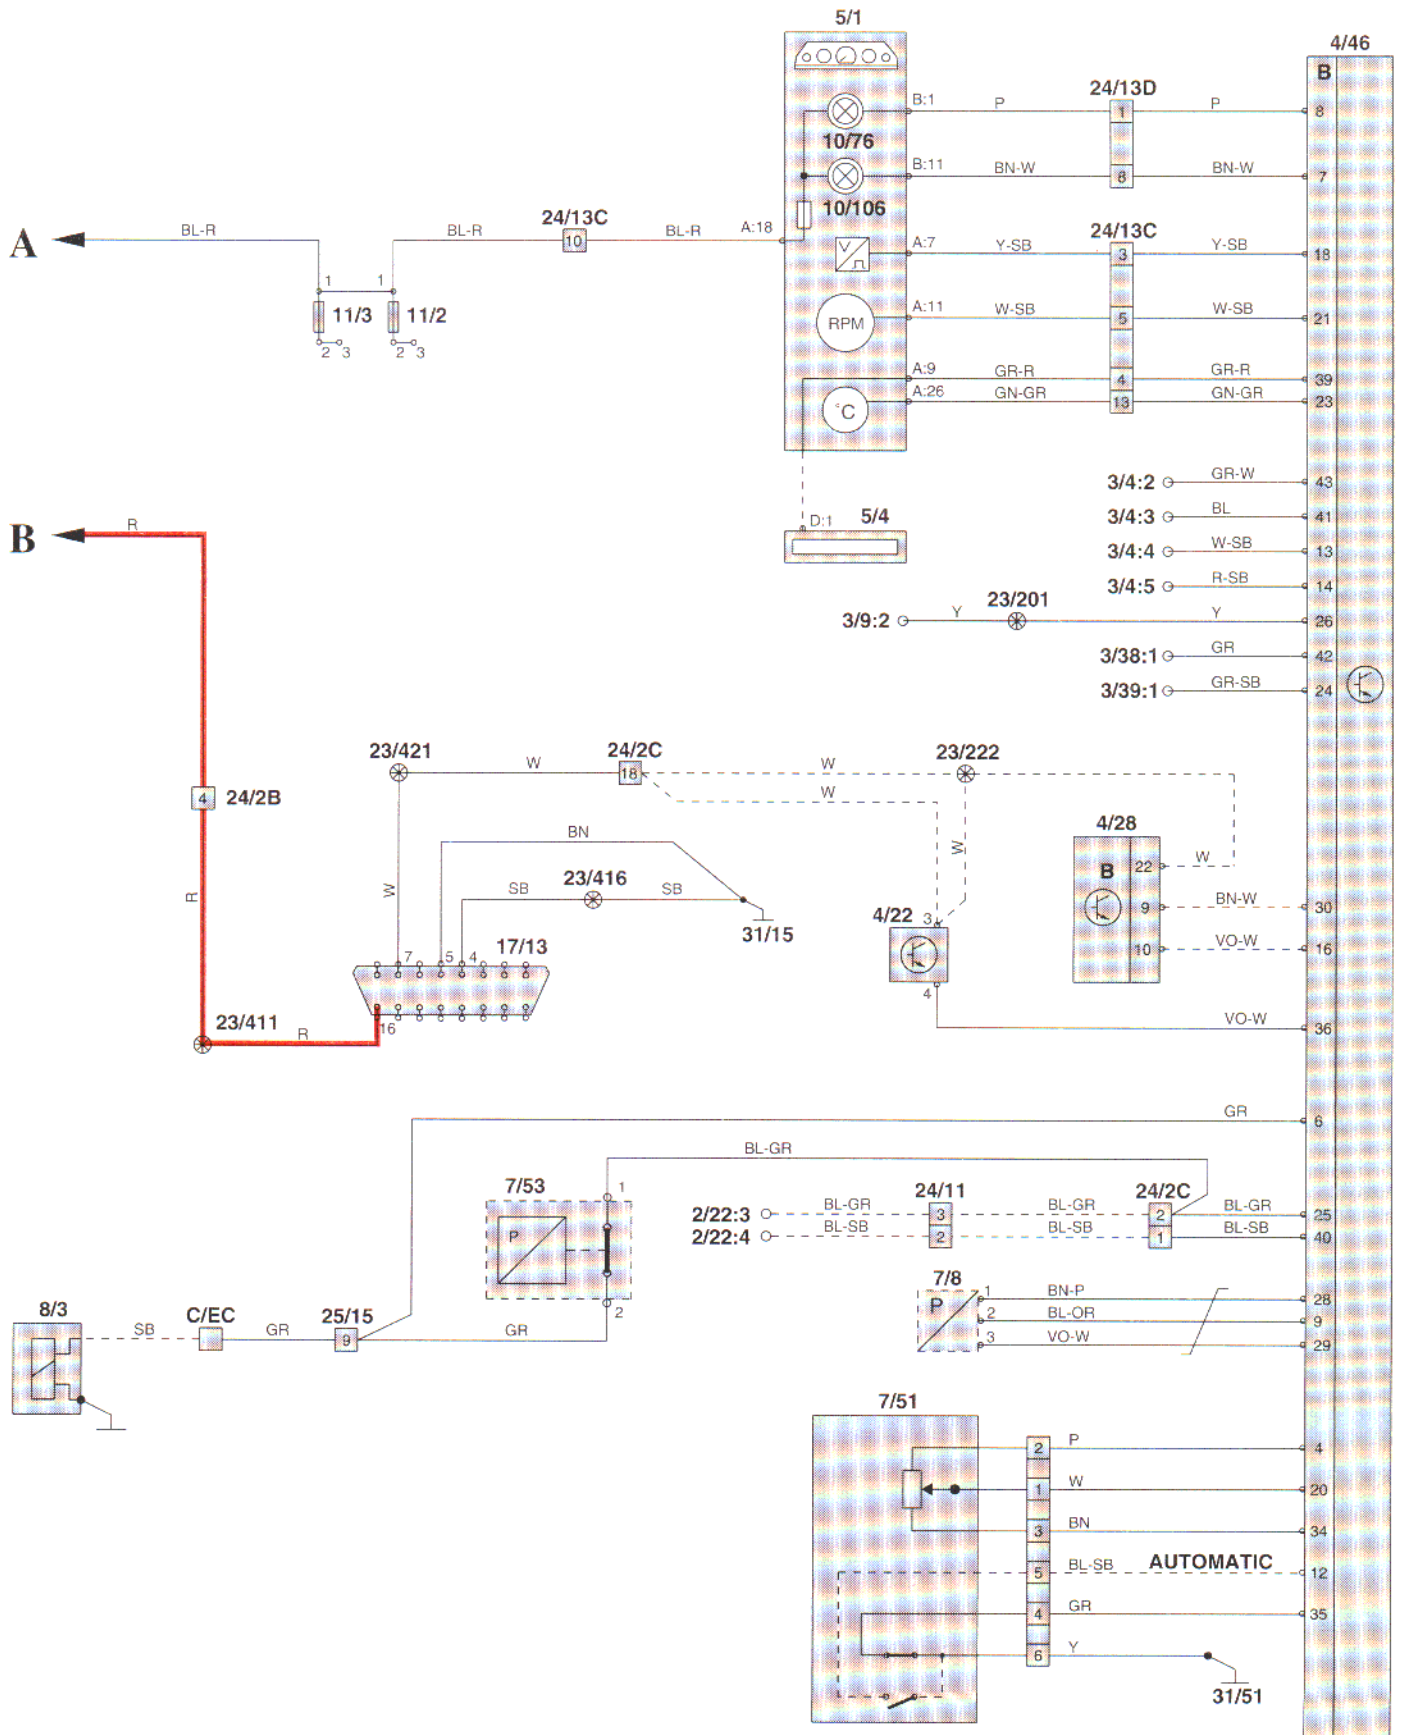 5/1
4/46
B
24/13D
B:1 P 1 P 8
10/76
B:11 BN-W 8 BN-W 7
10/106
24/13C
A BL-R BL-R 10 BL-R A:18
24/13C
V A:7 Y-SB 3 Y-SB 18
1 1
11/3 11/2
2 3 2 3
RPM A:11 W-SB 5 W-SB 21
A:9 GR-R 4 GR-R 39
A:26 GN-GR 13 GN-GR 23
°C
3/4:2 GR-W 43
D:1 5/4
3/4:3 BL 41
B R
3/4:4 W-SB 13
3/4:5 R-SB 14
23/201
3/9:2 Y Y 26
3/38:1 GR 42
3/39:1 GR-SB 24
23/421 24/2C 23/222
W 18 W
W
4 24/2B
BN
4/28
B
W
22 W
R
W
SB 23/416 SB
9 BN-W 30
31/15
4/22 3
10 VO-W 16
7 5 4 17/13
4
VO-W 36
23/411
R 16
GR 6
BL-GR
7/53 1
24/11 24/2C
2/22:3 BL-GR 3 BL-GR 2 BL-GR 25
2/22:4 BL-SB 2 BL-SB 1 BL-SB 40
P
7/8
P 1 BN-P 28
2 BL-OR 9
3 VO-W 29
2
8/3 C/EC 25/15
SB GR 9 GR
7/51
2 P 4
1 W 20
3 BN 34
5 BL-SB AUTOMATIC 12
4 GR 35
6 Y
31/51